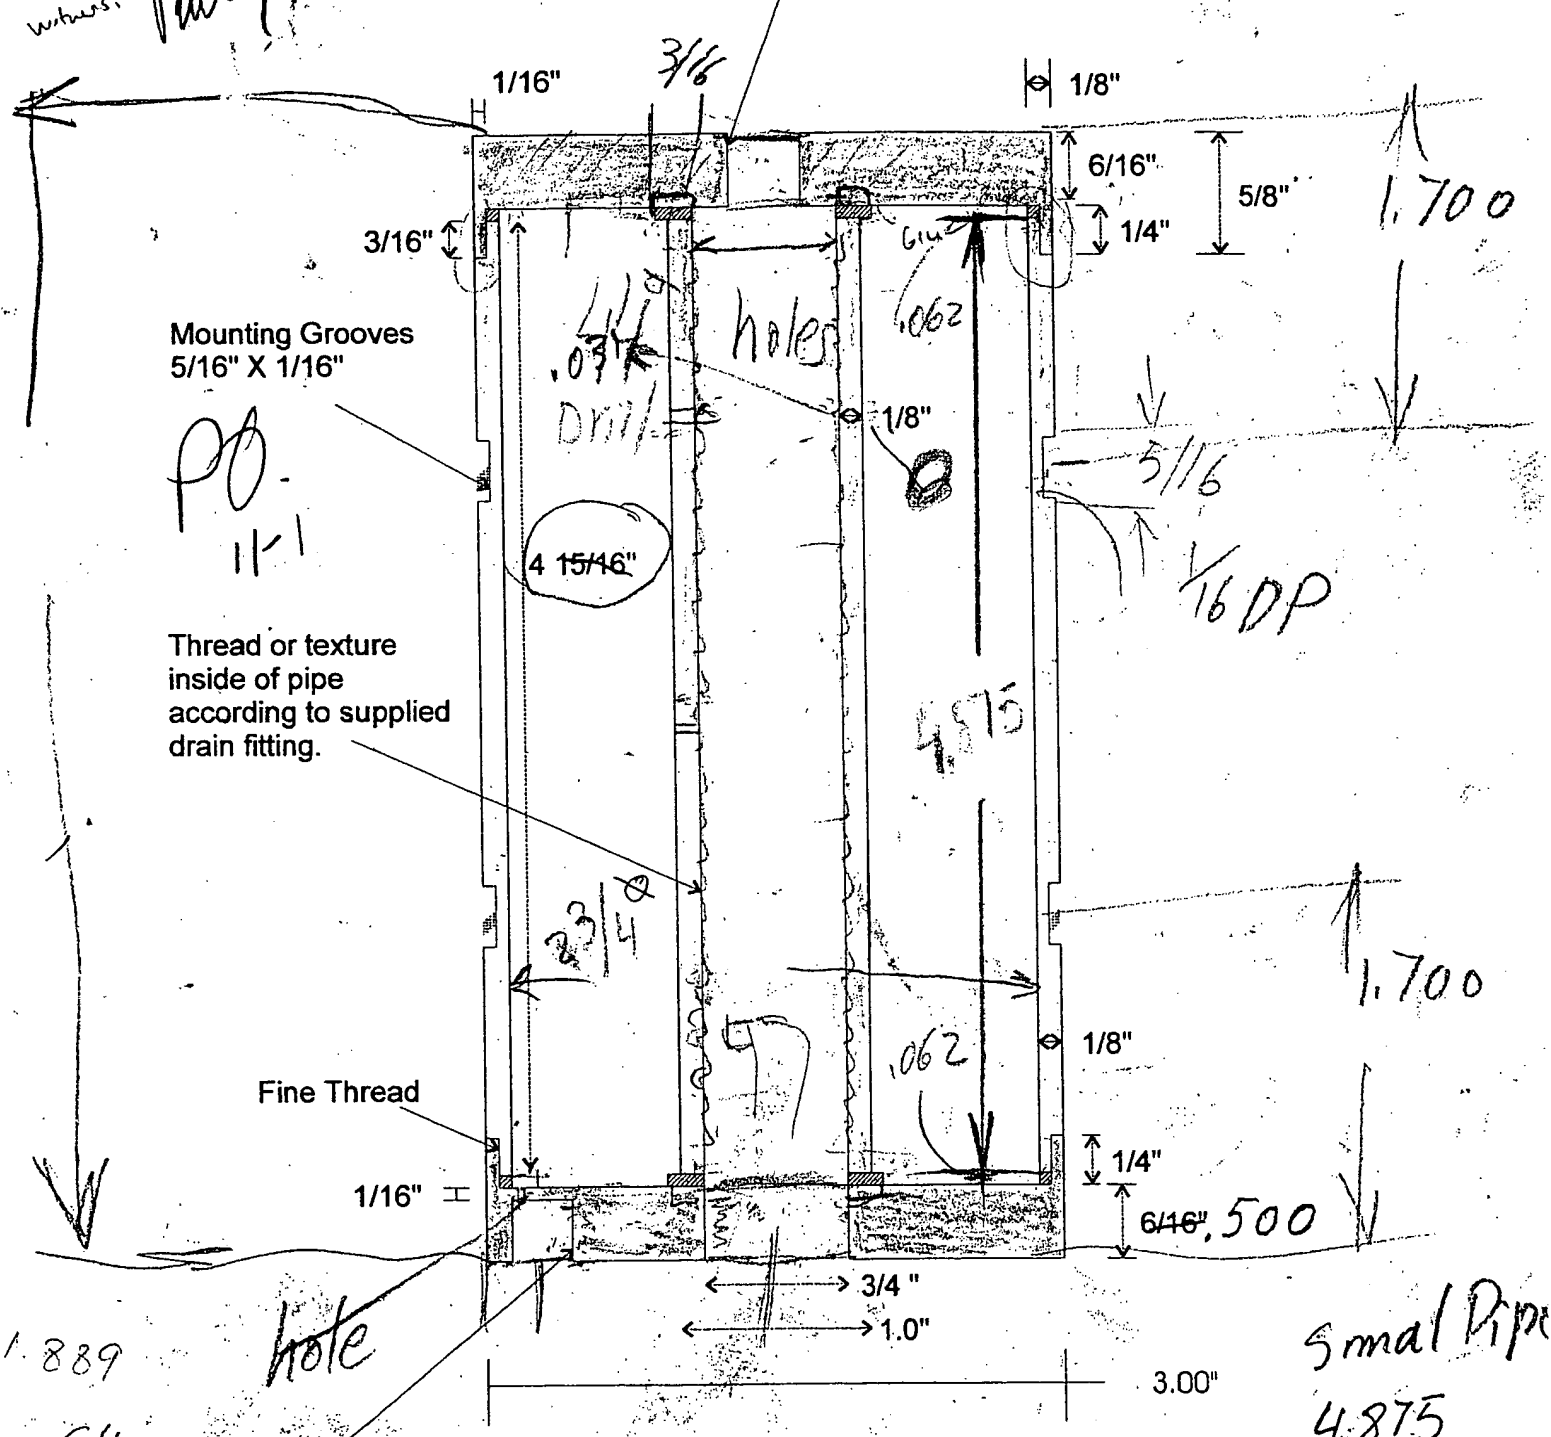 witness.
3/16
1/16"
1/8"
6/16"
5/8"
1.700
3/16"
1/4"
.062
holes
Mounting Grooves
5/16" X 1/16"
Drill
1/8"
5/16
1/16 DP
4 15/16"
Thread or texture
inside of pipe
according to supplied
drain fitting.
4.875
2 3/4
1.700
.062
1/8"
Fine Thread
1/4"
1/16"
6/16" .500
3/4 "
1.0"
hole
1.889
3.00"
smal Pipe
4.875